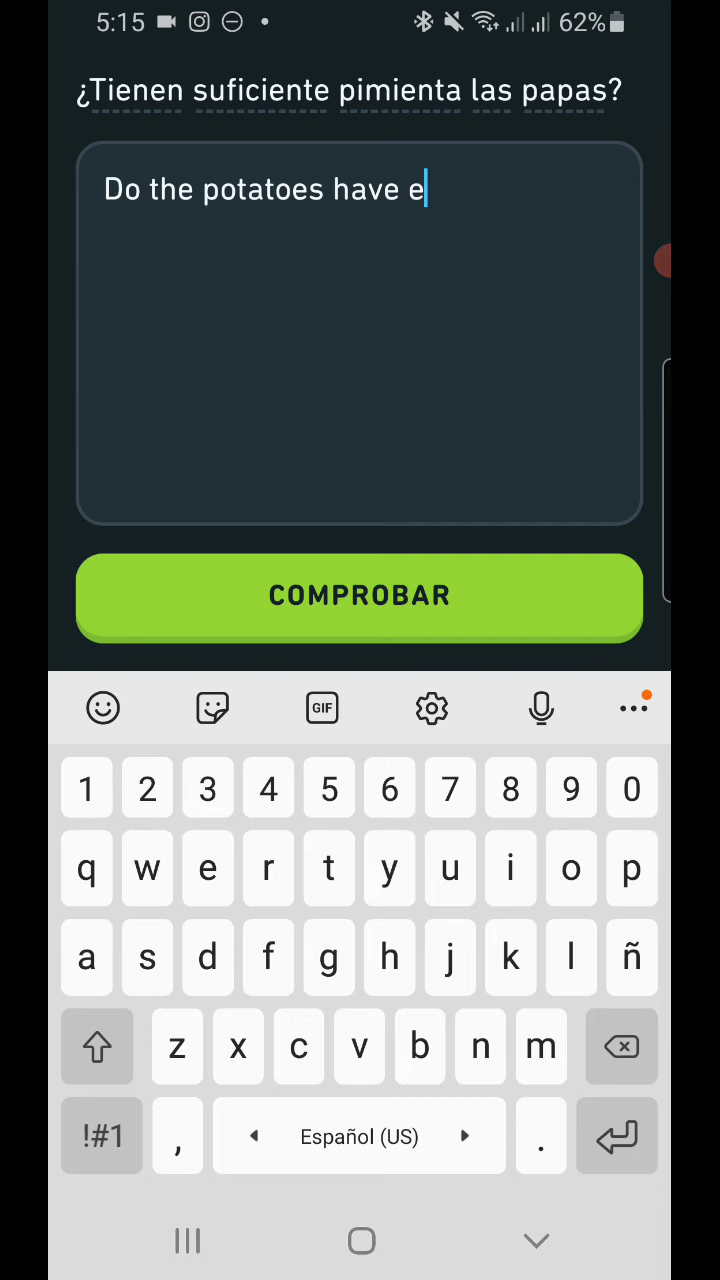 5:15 62%
¿Tienen suficiente pimienta las papas?
Do the potatoes have e
COMPROBAR
GIF
1 2 3 4 5 6 7 8 9 0
q w e r t y u i o p
a s d f g h j k l ñ
z x c v b n m
!#1 , Español (US) .